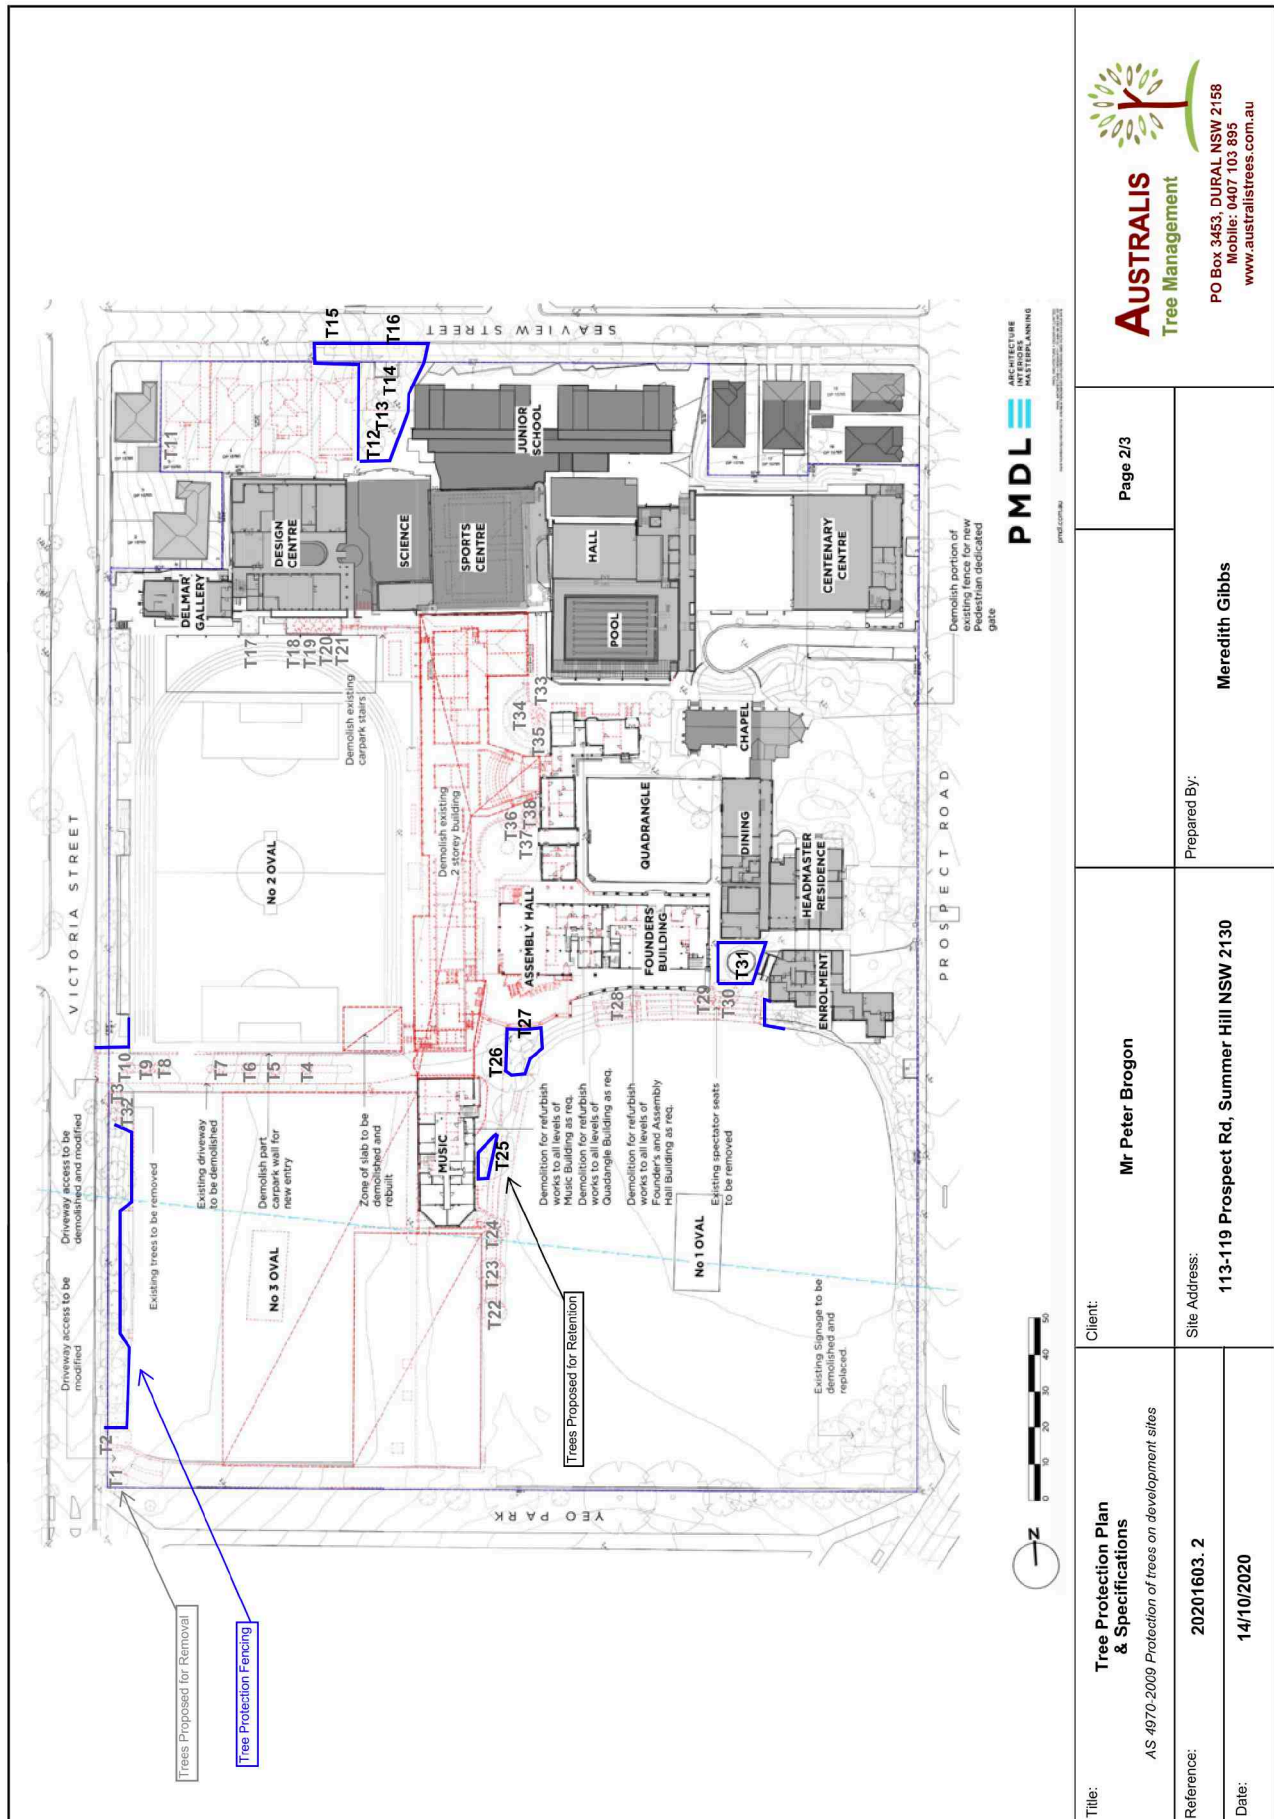 Trees Proposed for Removal
Tree Protection Fencing
Trees Proposed for Retention
VICTORIA STREET
SEAVIEW STREET
PROSPECT ROAD
YEO PARK
Driveway access to be
modified
Driveway access to be
demolished and modified
Existing trees to be removed
Existing driveway
to be demolished
Demolish part
carpark wall for
new entry
Zone of slab to be
demolished and
rebuilt
Demolish existing
carpark stairs
Demolish existing
2 storey building
Demolition for refurbish
works to all levels of
Music Building as req.
Demolition for refurbish
works to all levels of
Quadangle Building as req.
Demolition for refurbish
works to all levels of
Founder's and Assembly
Hall Building as req.
Existing spectator seats
to be removed
Existing Signage to be
demolished and
replaced.
Demolish portion of
existing fence for new
Pedestrian dedicated
gate
No 3 OVAL
No 2 OVAL
No 1 OVAL
MUSIC
DELMAR
GALLERY
DESIGN
CENTRE
SCIENCE
SPORTS
CENTRE
JUNIOR
SCHOOL
HALL
POOL
CENTENARY
CENTRE
CHAPEL
QUADRANGLE
DINING
ASSEMBLY HALL
FOUNDERS
BUILDING
HEADMASTER
RESIDENCE
ENROLMENT
T1
T2
T3
T32
T10
T9
T8
T7
T6
T5
T4
T11
T12
T13
T14
T15
T16
T17
T18
T19
T20
T21
T22
T23
T24
T25
T26
T27
T28
T29
T30
T31
T33
T34
T35
T36
T37
T38
N
0 10 20 30 40 50
PMDL
ARCHITECTURE
INTERIORS
MASTERPLANNING
pmdl.com.au
Title:
Tree Protection Plan
& Specifications
AS 4970-2009 Protection of trees on development sites
Reference:
20201603. 2
Date:
14/10/2020
Client:
Mr Peter Brogon
Site Address:
113-119 Prospect Rd, Summer Hill NSW 2130
Prepared By:
Meredith Gibbs
Page 2/3
AUSTRALIS
Tree Management
PO Box 3453, DURAL NSW 2158
Mobile: 0407 103 895
www.australistrees.com.au